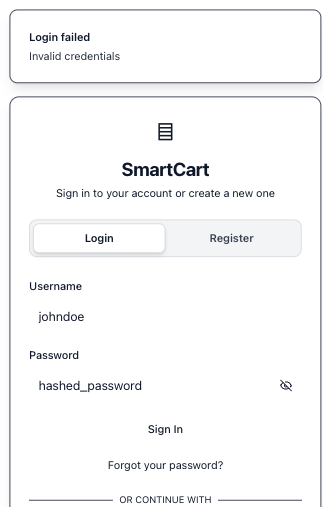 Login failed
Invalid credentials
SmartCart
Sign in to your account or create a new one
Login
Register
Username
johndoe
Password
hashed_password
Sign In
Forgot your password?
OR CONTINUE WITH